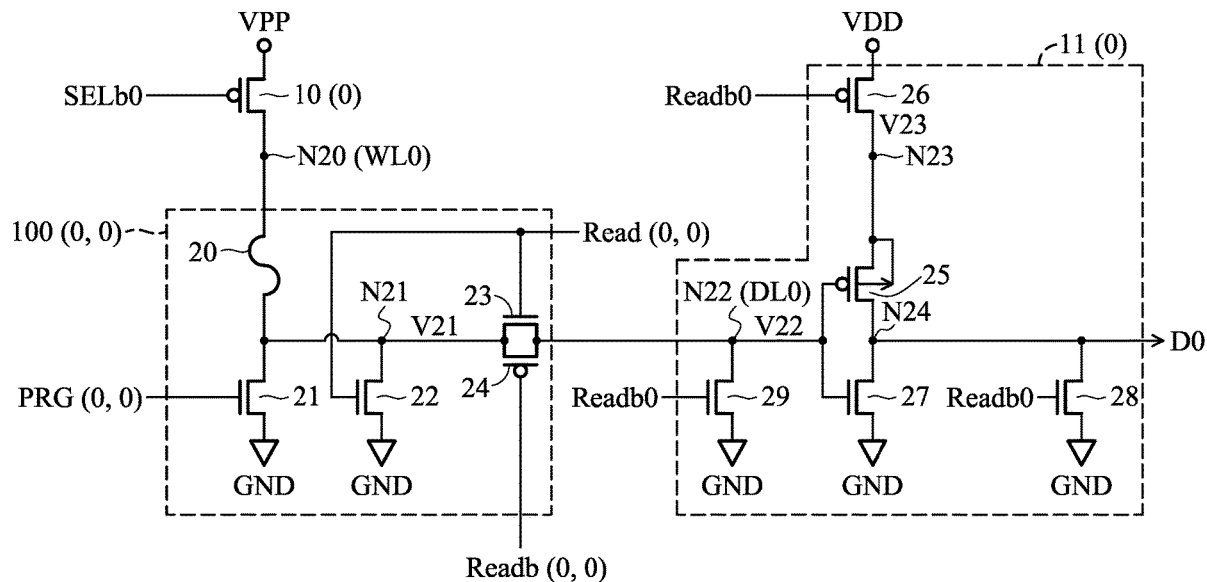 VPP
VDD
11 (0)
SELb0
10 (0)
Readb0
26
V23
N20 (WL0)
N23
100 (0, 0)
20
Read (0, 0)
25
N21
23
N22 (DL0)
N24
V21
V22
D0
PRG (0, 0)
21
22
24
Readb0
29
27
Readb0
28
GND
GND
GND
GND
GND
Readb (0, 0)